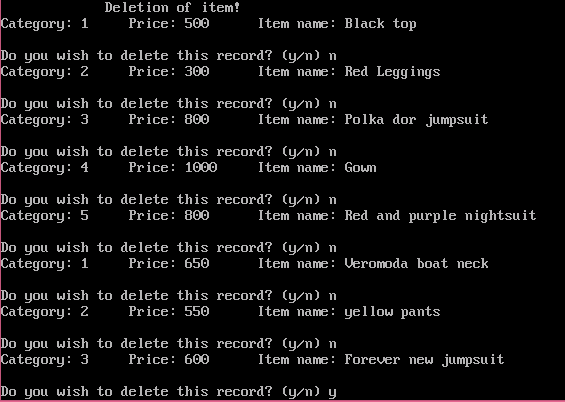 Deletion of item!
Category: 1 Price: 500 Item name: Black top
Do you wish to delete this record? (y/n) n
Category: 2 Price: 300 Item name: Red Leggings
Do you wish to delete this record? (y/n) n
Category: 3 Price: 800 Item name: Polka dor jumpsuit
Do you wish to delete this record? (y/n) n
Category: 4 Price: 1000 Item name: Gown
Do you wish to delete this record? (y/n) n
Category: 5 Price: 800 Item name: Red and purple nightsuit
Do you wish to delete this record? (y/n) n
Category: 1 Price: 650 Item name: Veromoda boat neck
Do you wish to delete this record? (y/n) n
Category: 2 Price: 550 Item name: yellow pants
Do you wish to delete this record? (y/n) n
Category: 3 Price: 600 Item name: Forever new jumpsuit
Do you wish to delete this record? (y/n) y